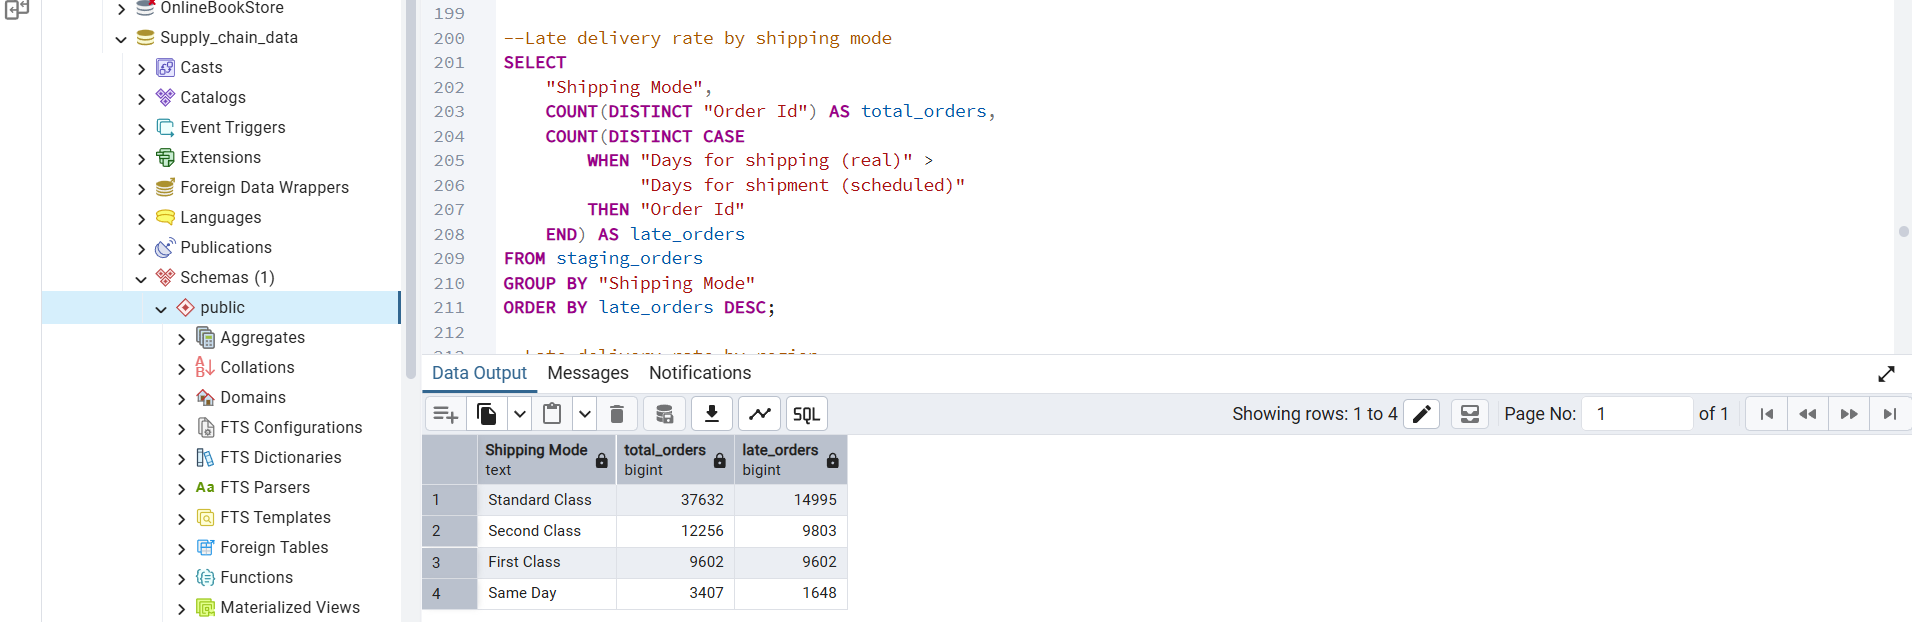 OnlineBookStore
Supply_chain_data
Casts
Catalogs
Event Triggers
Extensions
Foreign Data Wrappers
Languages
Publications
Schemas (1)
public
Aggregates
Collations
Domains
FTS Configurations
FTS Dictionaries
Aa FTS Parsers
FTS Templates
Foreign Tables
Functions
Materialized Views
199
200 --Late delivery rate by shipping mode
201 SELECT
202 "Shipping Mode",
203 COUNT(DISTINCT "Order Id") AS total_orders,
204 COUNT(DISTINCT CASE
205 WHEN "Days for shipping (real)" >
206 "Days for shipment (scheduled)"
207 THEN "Order Id"
208 END) AS late_orders
209 FROM staging_orders
210 GROUP BY "Shipping Mode"
211 ORDER BY late_orders DESC;
212
Data Output Messages Notifications
SQL Showing rows: 1 to 4 Page No: 1 of 1
Shipping Mode total_orders late_orders
text bigint bigint
1 Standard Class 37632 14995
2 Second Class 12256 9803
3 First Class 9602 9602
4 Same Day 3407 1648